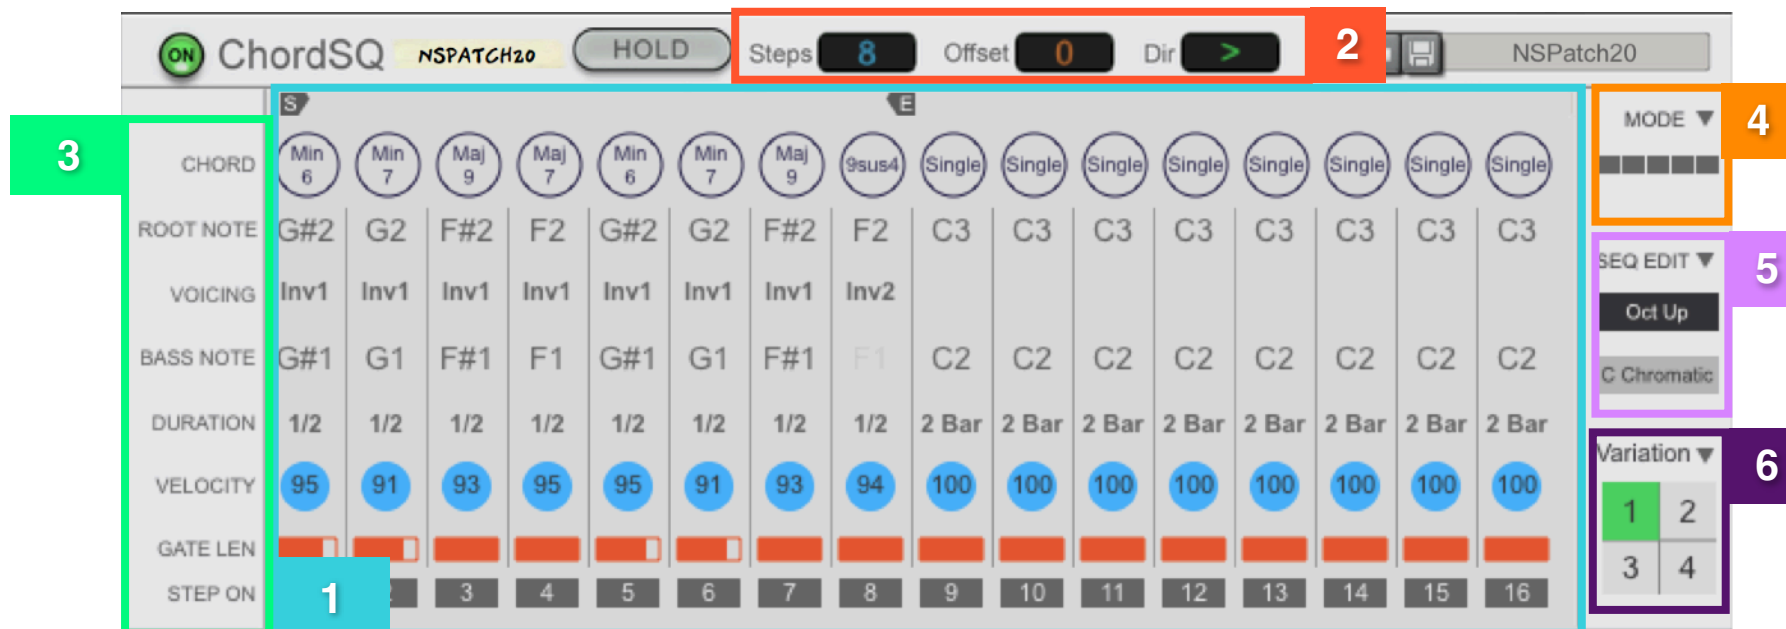 ON ChordSQ NSPATCH20 HOLD Steps 8 Offset 0 Dir > 2 NSPatch20
S E
3 MODE 4
CHORD Min 6 Min 7 Maj 9 Maj 7 Min 6 Min 7 Maj 9 9sus4 Single Single Single Single Single Single Single Single
ROOT NOTE G#2 G2 F#2 F2 G#2 G2 F#2 F2 C3 C3 C3 C3 C3 C3 C3 C3
SEQ EDIT 5
VOICING Inv1 Inv1 Inv1 Inv1 Inv1 Inv1 Inv1 Inv2
Oct Up
BASS NOTE G#1 G1 F#1 F1 G#1 G1 F#1 F1 C2 C2 C2 C2 C2 C2 C2 C2
C Chromatic
DURATION 1/2 1/2 1/2 1/2 1/2 1/2 1/2 1/2 2 Bar 2 Bar 2 Bar 2 Bar 2 Bar 2 Bar 2 Bar 2 Bar
Variation 6
VELOCITY 95 91 93 95 95 91 93 94 100 100 100 100 100 100 100 100
1 2
GATE LEN
3 4
STEP ON 1 3 4 5 6 7 8 9 10 11 12 13 14 15 16